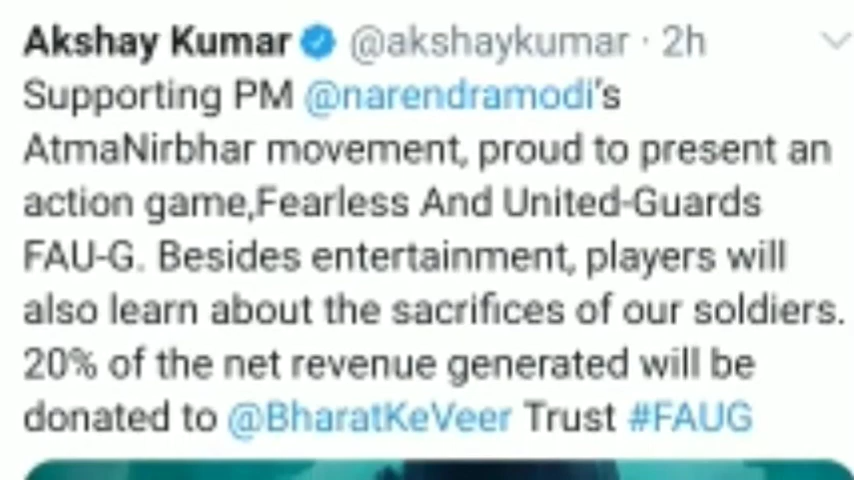 Akshay Kumar @akshaykumar · 2h
Supporting PM @narendramodi's
AtmaNirbhar movement, proud to present an
action game,Fearless And United-Guards
FAU-G. Besides entertainment, players will
also learn about the sacrifices of our soldiers.
20% of the net revenue generated will be
donated to @BharatKeVeer Trust #FAUG